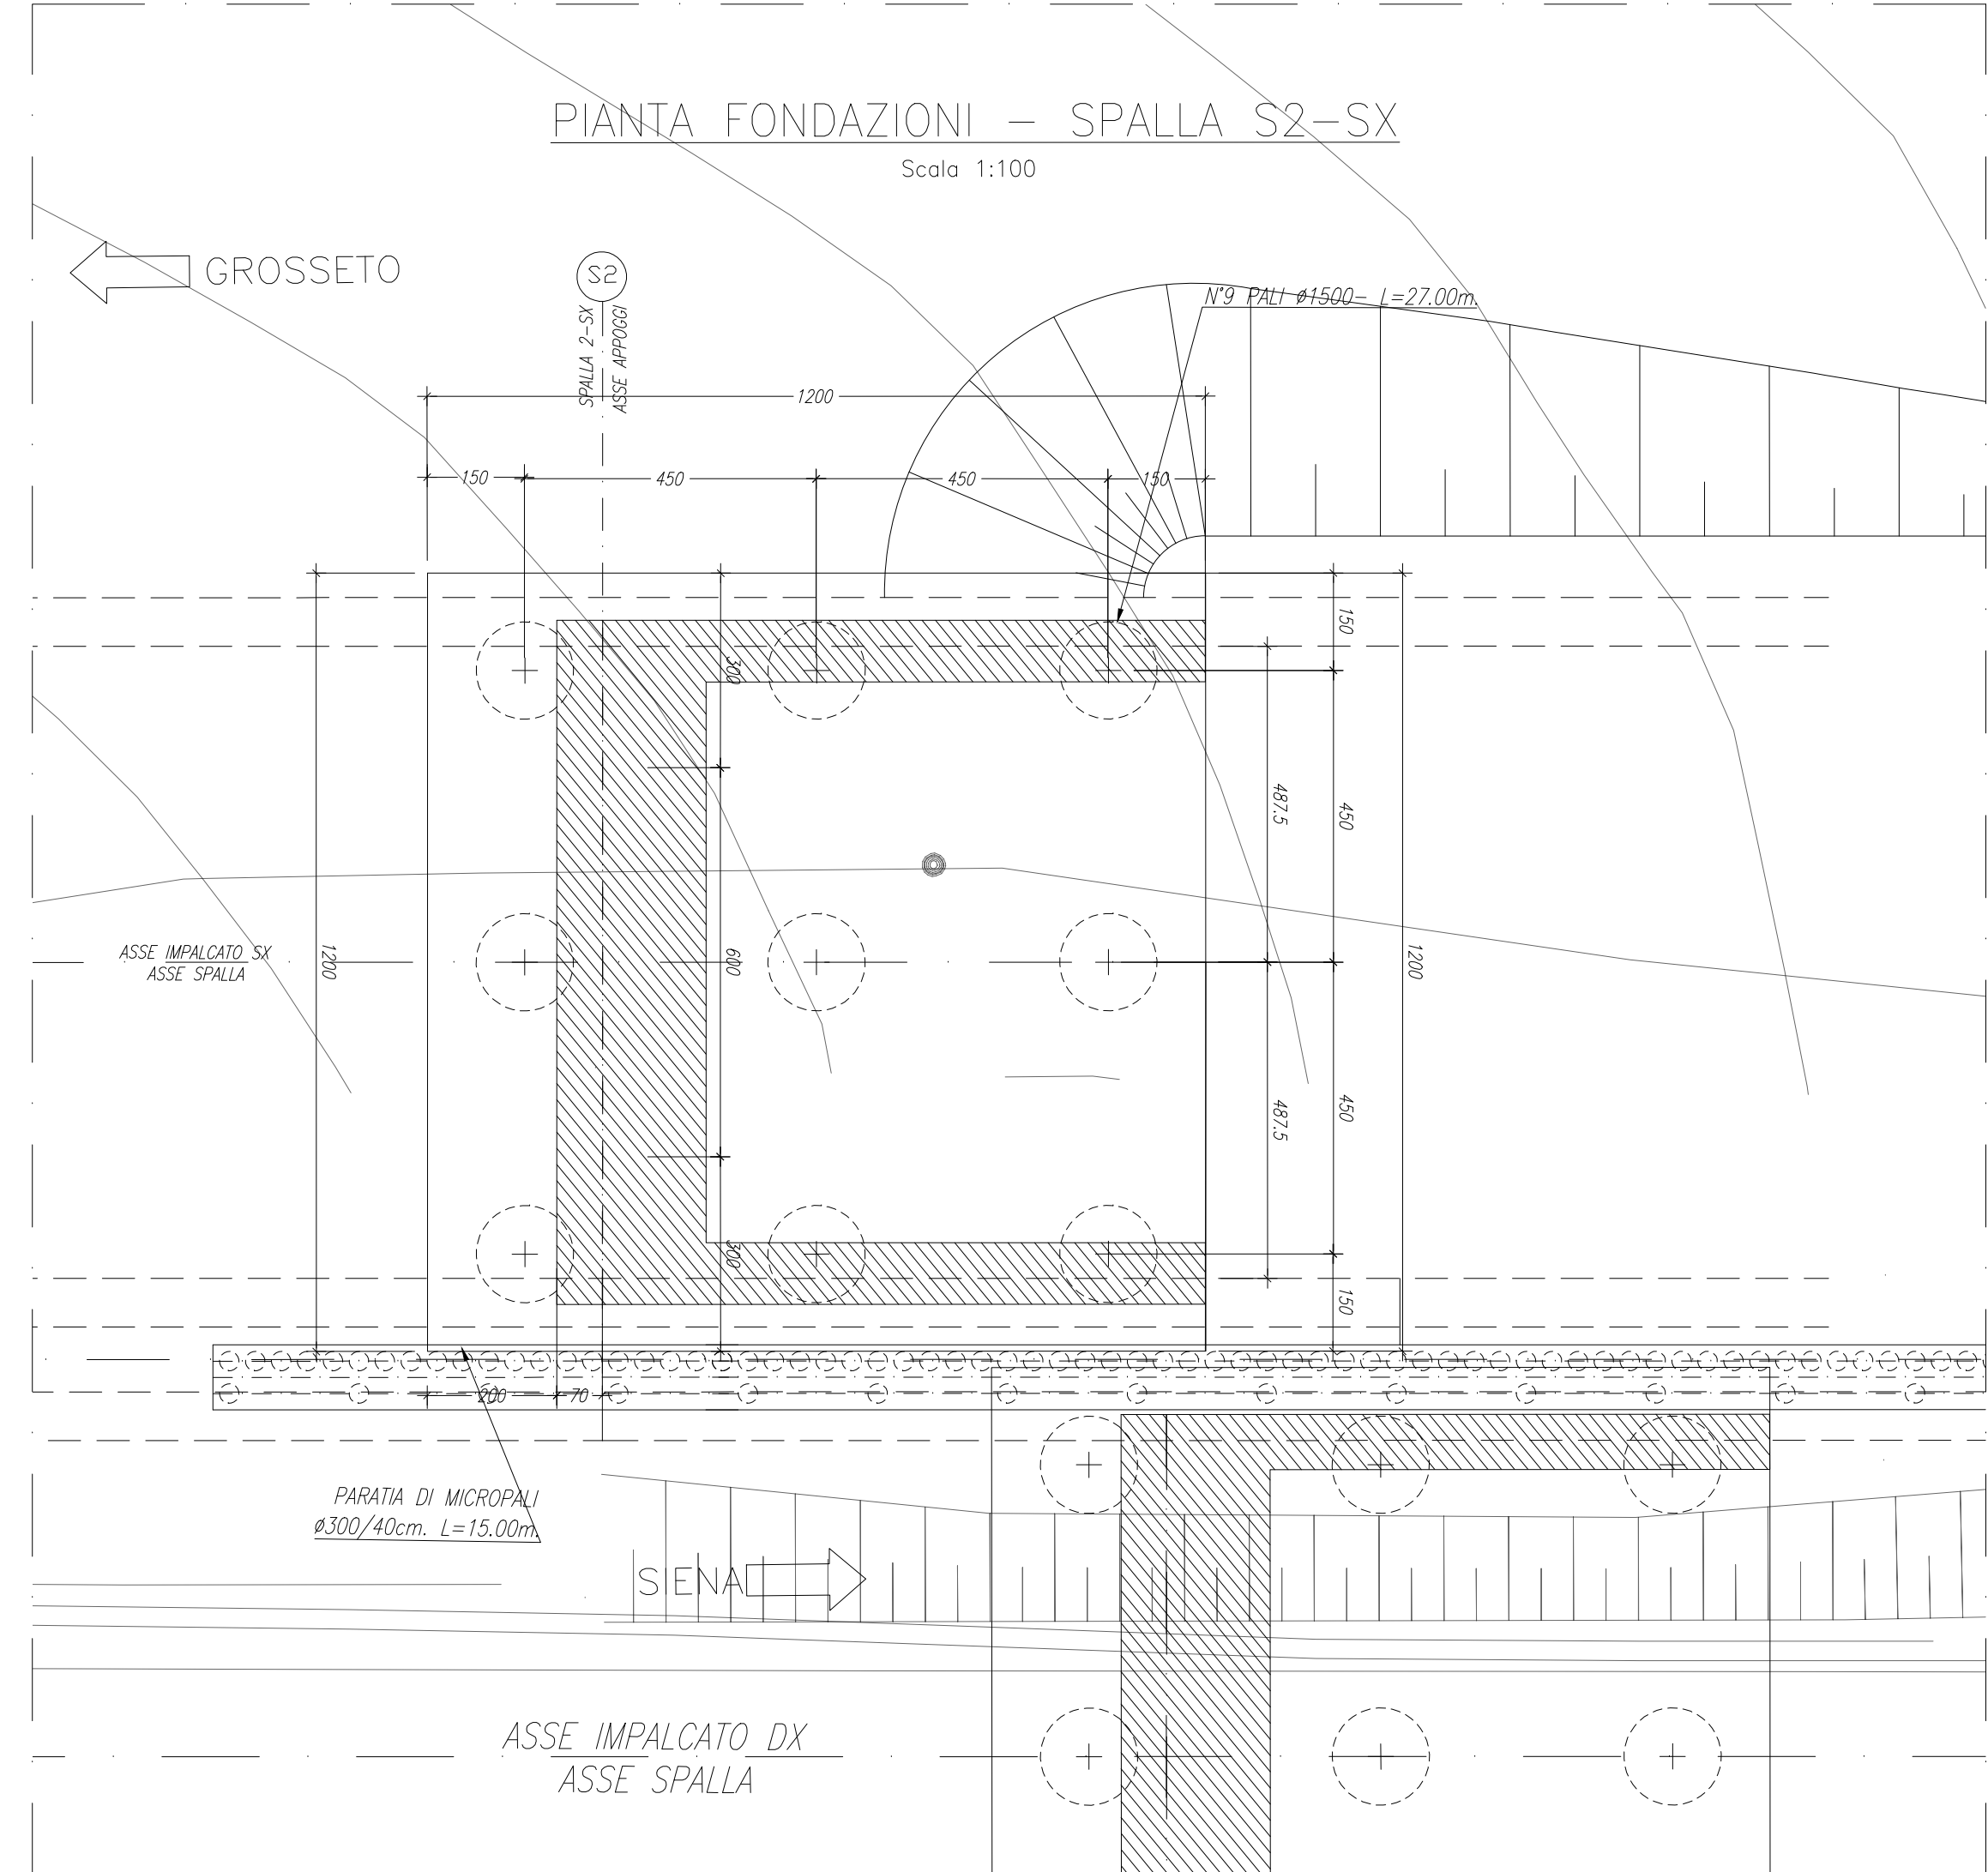 PIANTA FONDAZIONI – SPALLA S2–SX
Scala 1:100
GROSSETO
S2
SPALLA 2-SX
ASSE APPOGGI
N°9 PALI ø1500- L=27.00m.
1200
150
450
450
150
150
300
487.5
450
ASSE IMPALCATO SX
ASSE SPALLA
1200
600
1200
487.5
450
300
150
200
70
PARATIA DI MICROPALI
ø300/40cm. L=15.00m.
SIENA
ASSE IMPALCATO DX
ASSE SPALLA